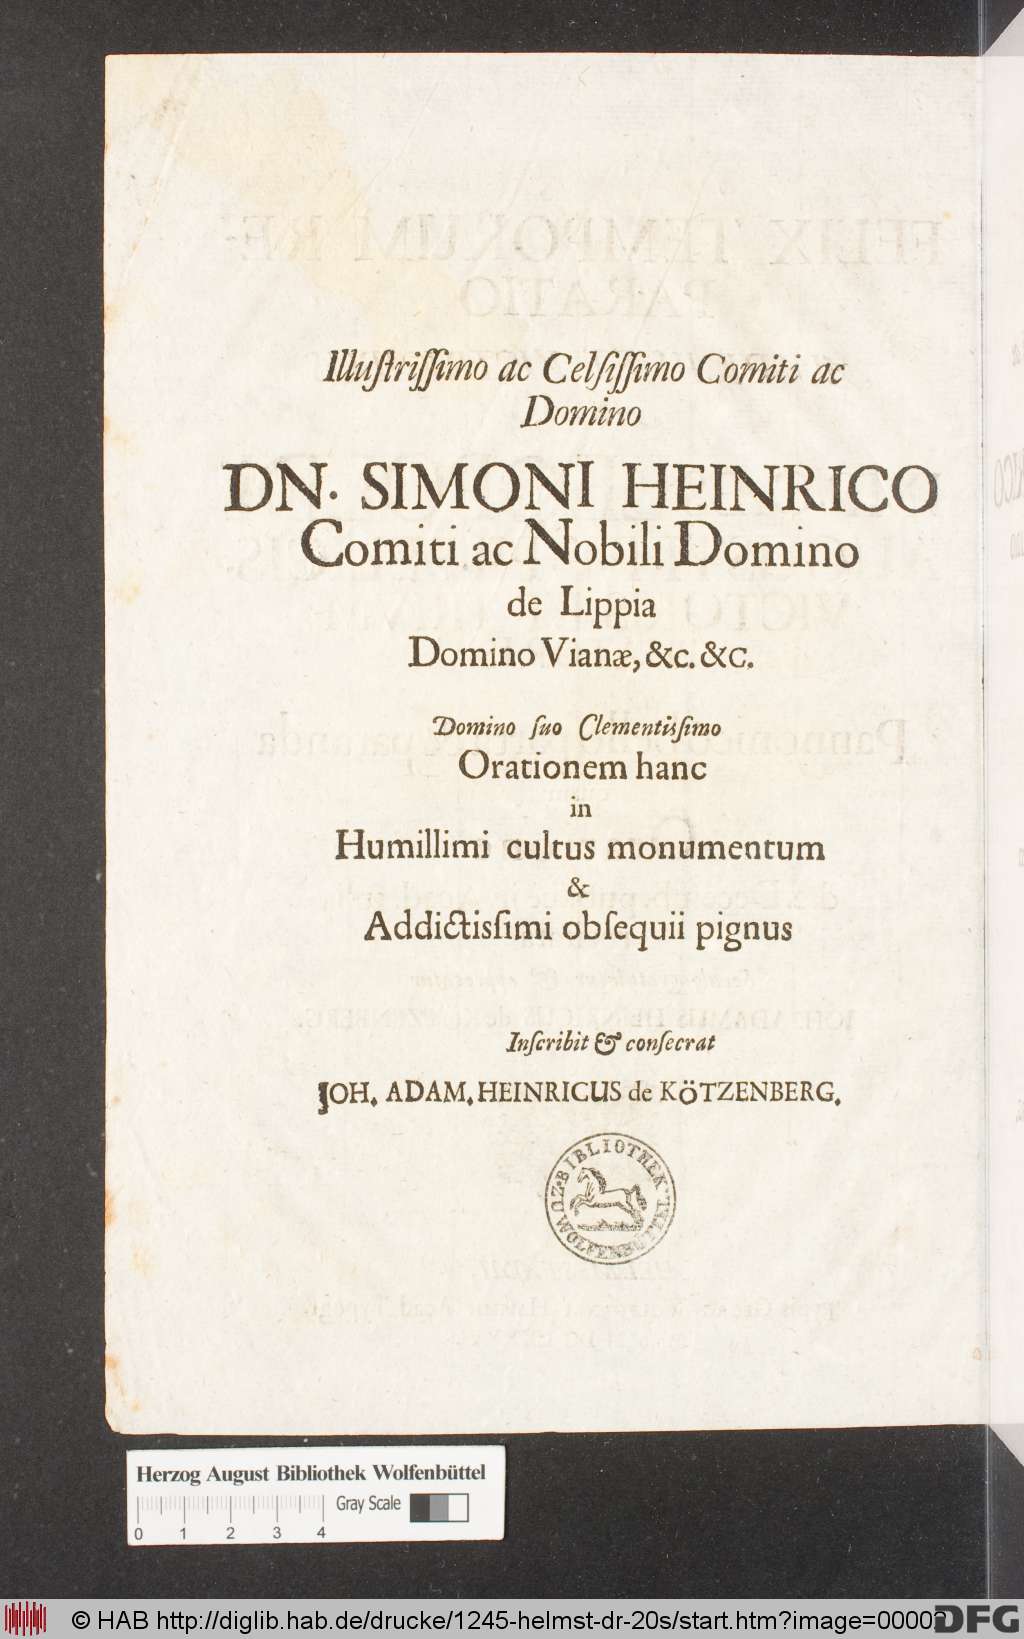 Illuſtriſſimo ac Celſiſſimo Comiti ac
Domino
DN. SIMONI HEINRICO
Comiti ac Nobili Domino
de Lippia
Domino Vianæ, &c. &c.
Domino ſuo Clementiſſimo
Orationem hanc
in
Humillimi cultus monumentum
&
Addictisſimi obſequii pignus
Inſcribit & conſecrat
JOH. ADAM. HEINRICUS de KöTZENBERG.
BIBLIOTHEK
ZU WOLFENBÜTTEL
Herzog August Bibliothek Wolfenbüttel
Gray Scale
0 1 2 3 4
© HAB http://diglib.hab.de/drucke/1245-helmst-dr-20s/start.htm?image=00002
DFG